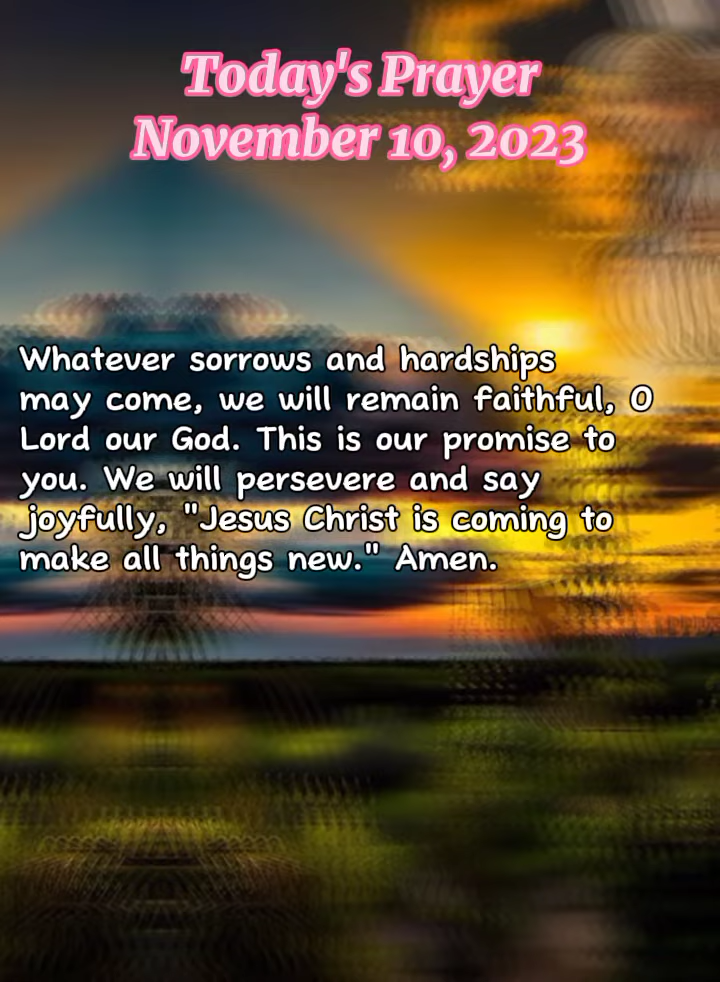 Today's Prayer
November 10, 2023
Whatever sorrows and hardships
may come, we will remain faithful, O
Lord our God. This is our promise to
you. We will persevere and say
joyfully, "Jesus Christ is coming to
make all things new." Amen.